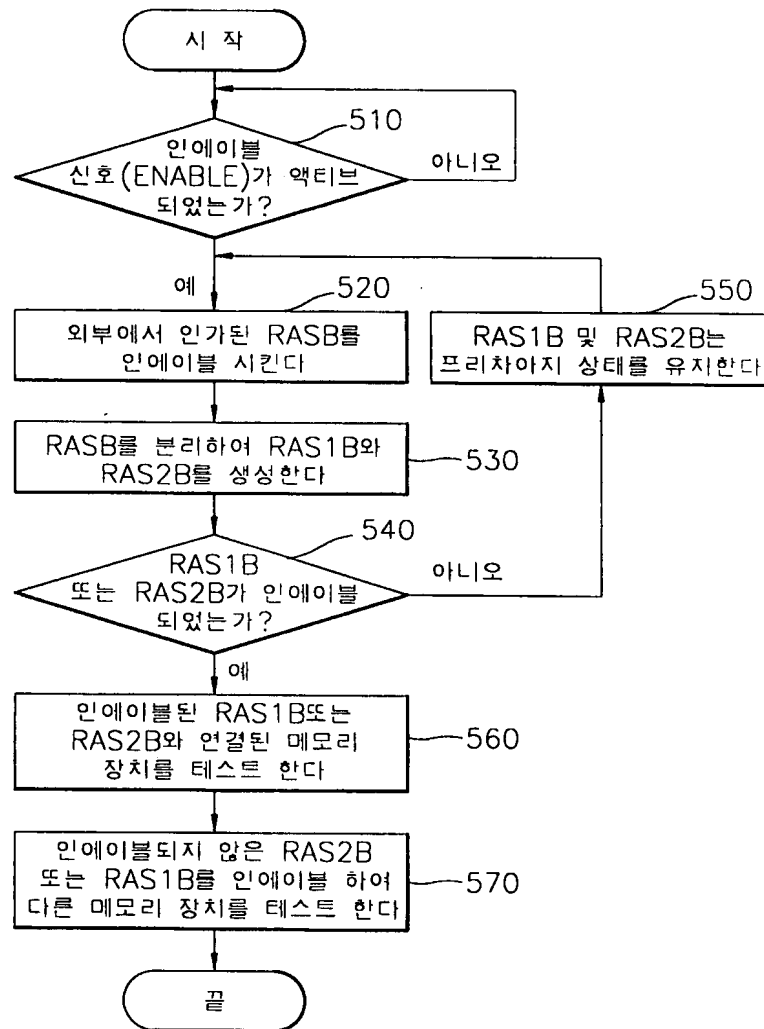 시 작
510
인에이블
신호(ENABLE)가 액티브
되었는가?
아니오
예
520
외부에서 인가된 RASB를
인에이블 시킨다
550
RAS1B 및 RAS2B는
프리차아지 상태를 유지한다
RASB를 분리하여 RAS1B와
RAS2B를 생성한다
530
540
RAS1B
또는 RAS2B가 인에이블
되었는가?
아니오
예
인에이블된 RAS1B또는
RAS2B와 연결된 메모리
장치를 테스트 한다
560
인에이블되지 않은 RAS2B
또는 RAS1B를 인에이블 하여
다른 메모리 장치를 테스트 한다
570
끝